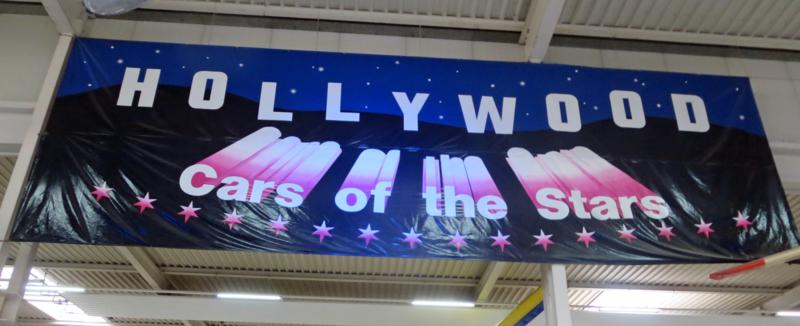 HOLLYWOOD
Cars of the Stars